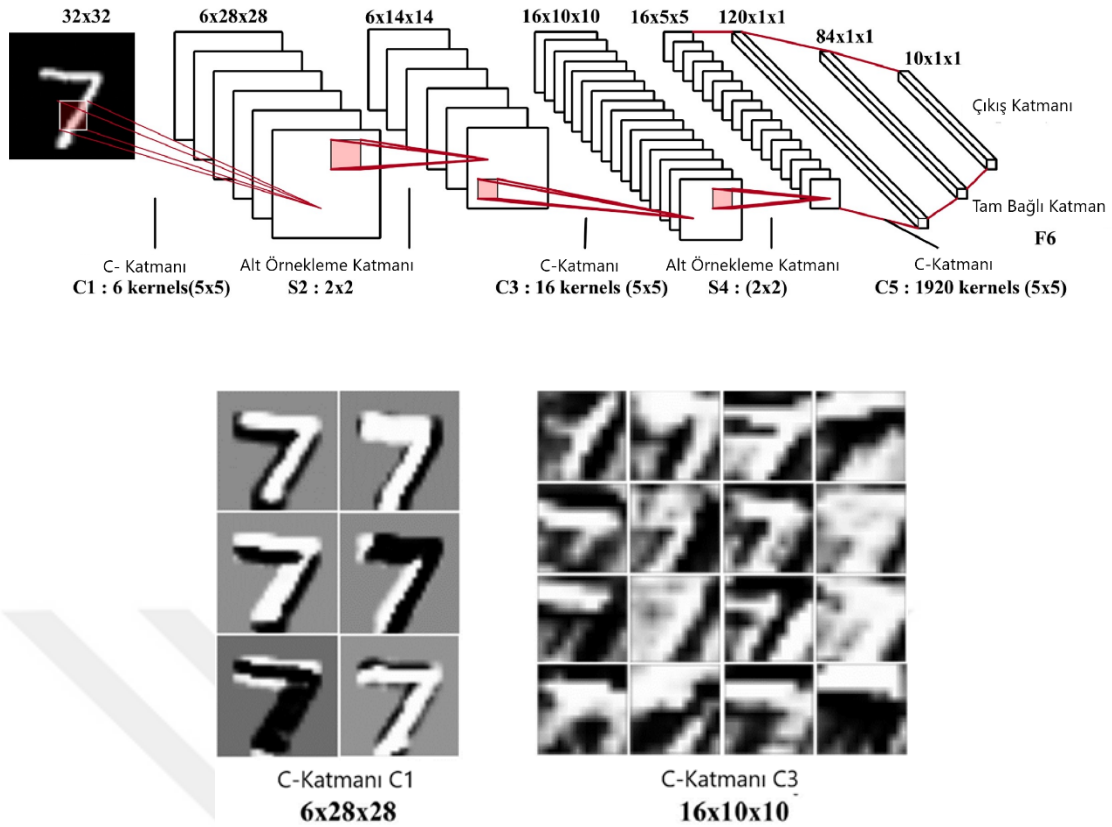 32x32
6x28x28
6x14x14
16x10x10
16x5x5
120x1x1
84x1x1
10x1x1
Çıkış Katmanı
Tam Bağlı Katman
F6
C- Katmanı
C1 : 6 kernels(5x5)
Alt Örnekleme Katmanı
S2 : 2x2
C-Katmanı
C3 : 16 kernels (5x5)
Alt Örnekleme Katmanı
S4 : (2x2)
C-Katmanı
C5 : 1920 kernels (5x5)
C-Katmanı C1
6x28x28
C-Katmanı C3
16x10x10